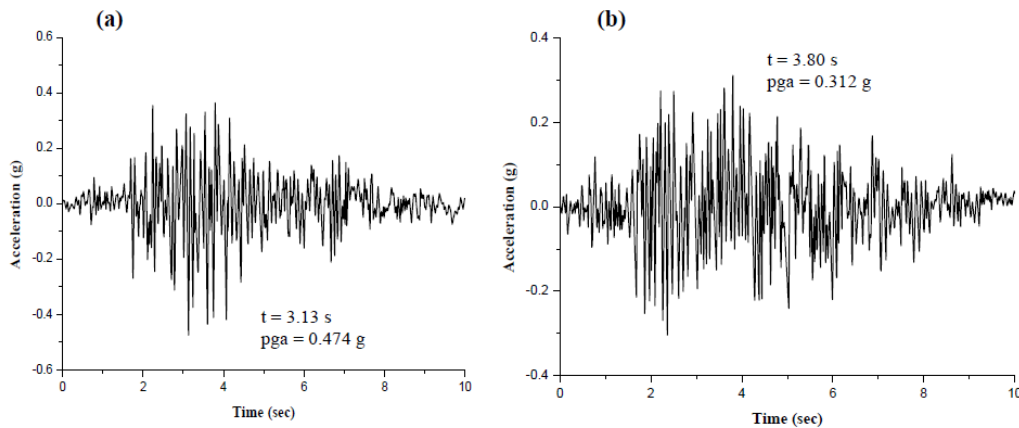 (a)
0.6
0.4
0.2
0.0
-0.2
-0.4
-0.6
Acceleration (g)
t = 3.13 s
pga = 0.474 g
0 2 4 6 8 10
Time (sec)
(b)
0.4
0.2
0.0
-0.2
-0.4
Acceleration (g)
t = 3.80 s
pga = 0.312 g
0 2 4 6 8 10
Time (sec)